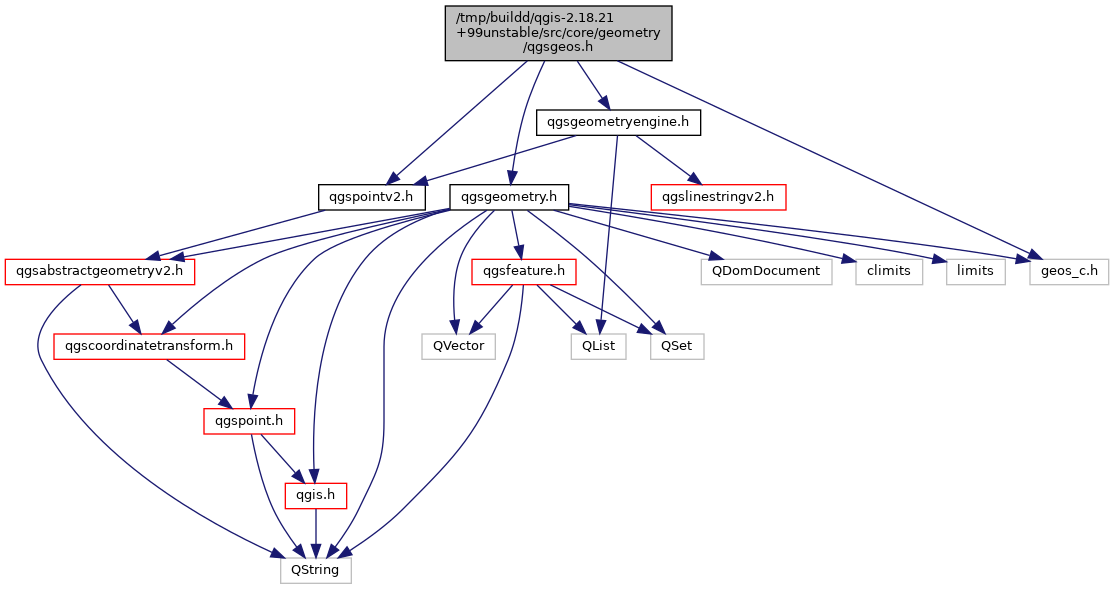 /tmp/buildd/qgis-2.18.21
+99unstable/src/core/geometry
/qgsgeos.h
qgsgeometryengine.h
qgspointv2.h
qgsgeometry.h
qgslinestringv2.h
qgsabstractgeometryv2.h
qgsfeature.h
QDomDocument
climits
limits
geos_c.h
qgscoordinatetransform.h
QVector
QList
QSet
qgspoint.h
qgis.h
QString